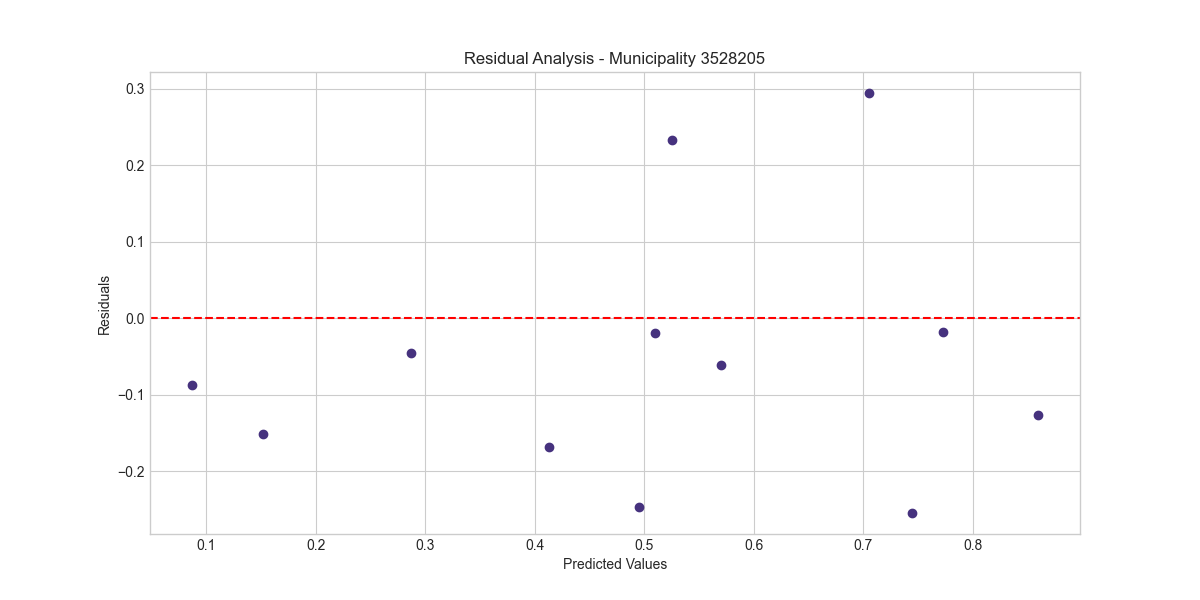 Residual Analysis - Municipality 3528205
Residuals
0.3
0.2
0.1
0.0
−0.1
−0.2
0.1 0.2 0.3 0.4 0.5 0.6 0.7 0.8
Predicted Values